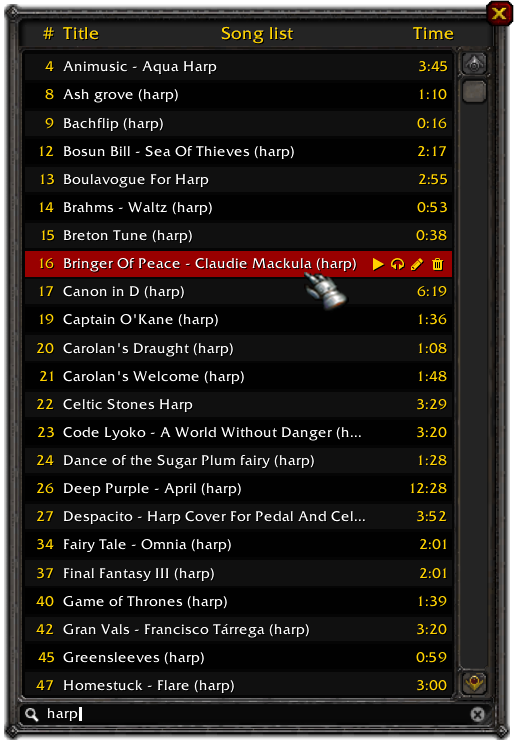 # Title Song list Time
4 Animusic - Aqua Harp 3:45
8 Ash grove (harp) 1:10
9 Bachflip (harp) 0:16
12 Bosun Bill - Sea Of Thieves (harp) 2:17
13 Boulavogue For Harp 2:55
14 Brahms - Waltz (harp) 0:53
15 Breton Tune (harp) 0:38
16 Bringer Of Peace - Claudie Mackula (harp)
17 Canon in D (harp) 6:19
19 Captain O'Kane (harp) 1:36
20 Carolan's Draught (harp) 1:08
21 Carolan's Welcome (harp) 1:48
22 Celtic Stones Harp 3:29
23 Code Lyoko - A World Without Danger (h... 3:20
24 Dance of the Sugar Plum fairy (harp) 1:28
26 Deep Purple - April (harp) 12:28
27 Despacito - Harp Cover For Pedal And Cel... 3:52
34 Fairy Tale - Omnia (harp) 2:01
37 Final Fantasy III (harp) 2:01
40 Game of Thrones (harp) 1:39
42 Gran Vals - Francisco Tárrega (harp) 3:20
45 Greensleeves (harp) 0:59
47 Homestuck - Flare (harp) 3:00
harp